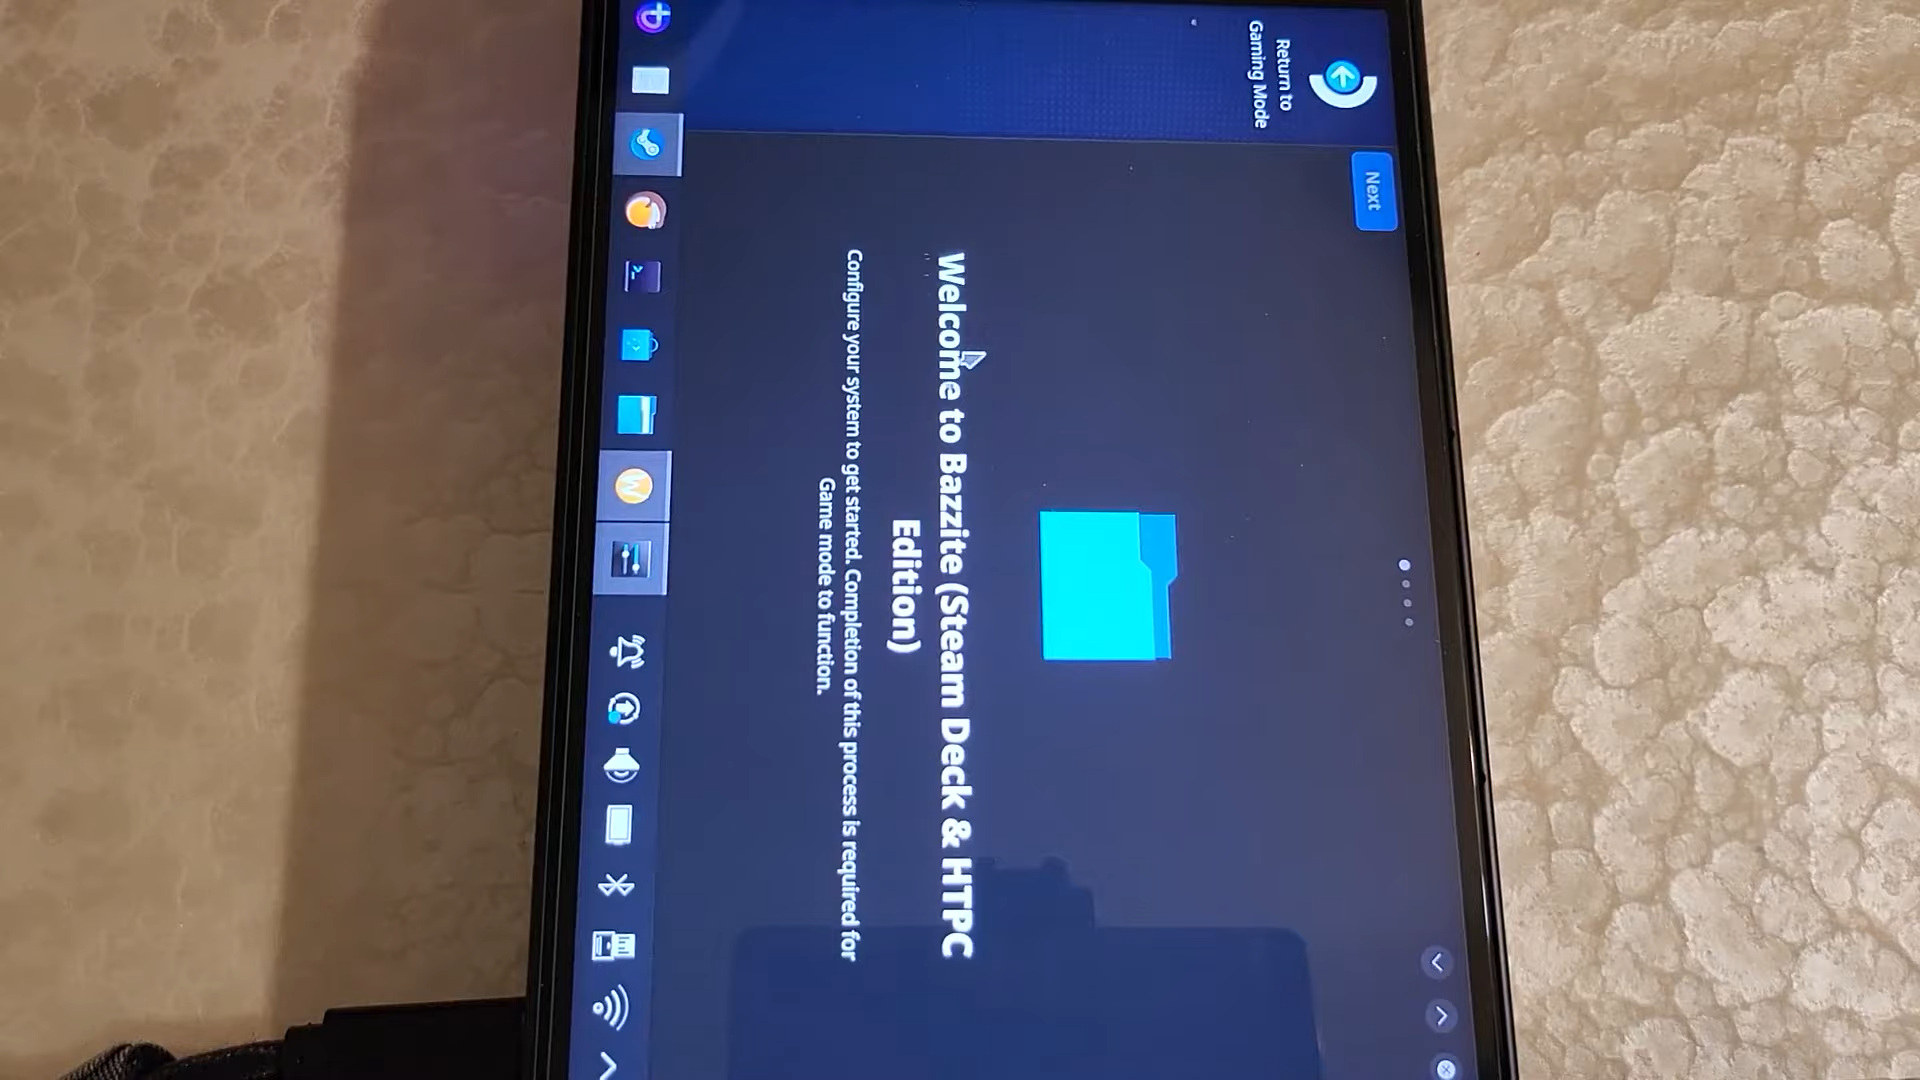 Return to
Gaming Mode
Next
Welcome to Bazzite (Steam Deck & HTPC
Edition)
Configure your system to get started. Completion of this process is required for
Game mode to function.